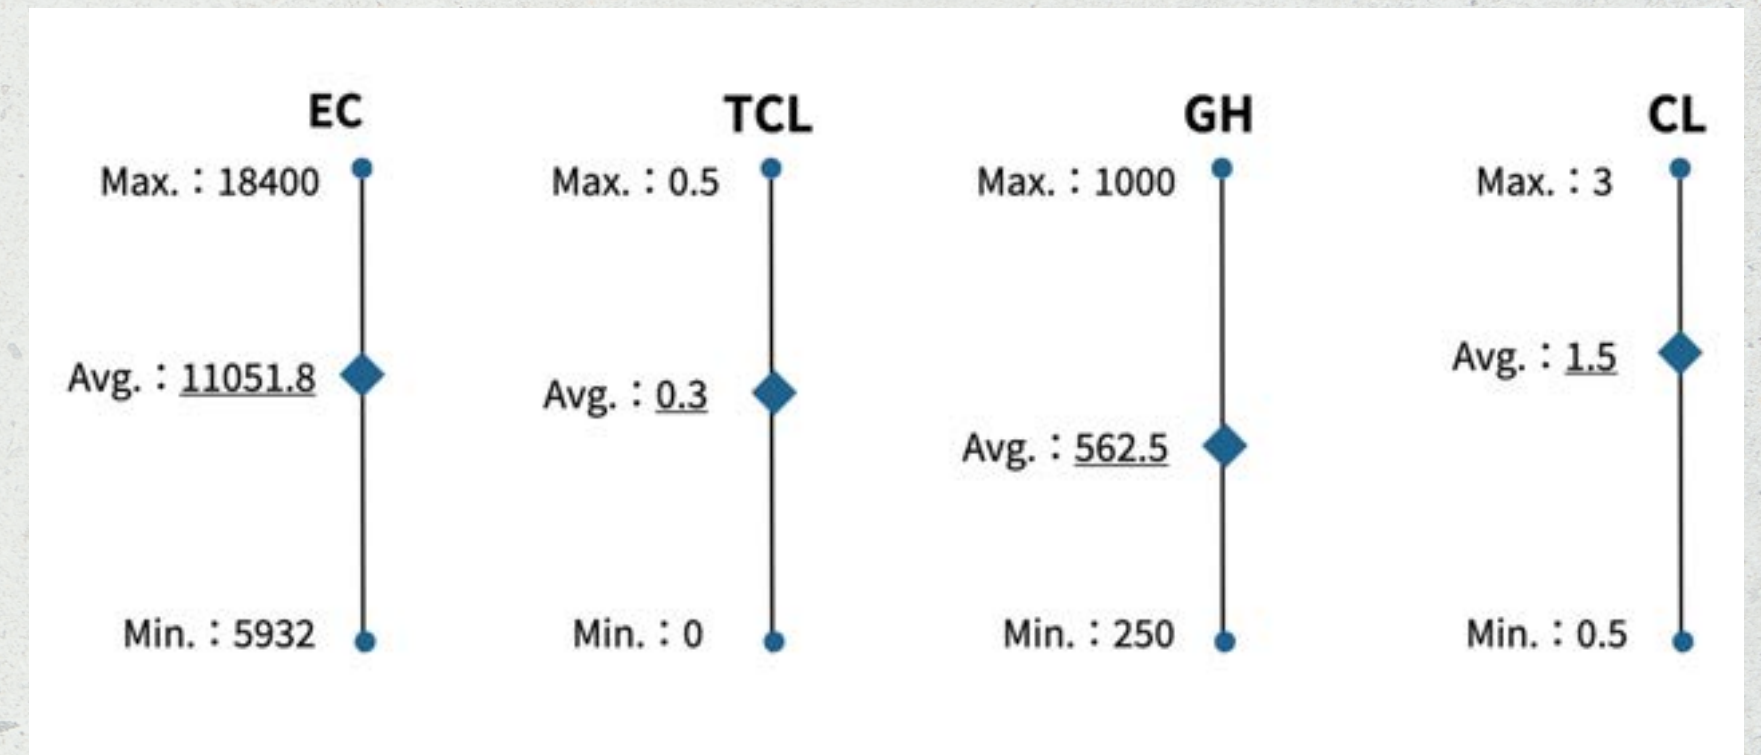 EC
Max.：18400
Avg.：11051.8
Min.：5932
TCL
Max.：0.5
Avg.：0.3
Min.：0
GH
Max.：1000
Avg.：562.5
Min.：250
CL
Max.：3
Avg.：1.5
Min.：0.5